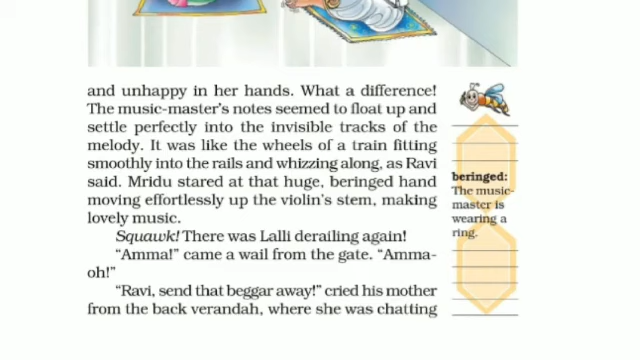 and unhappy in her hands. What a difference!
The music-master's notes seemed to float up and
settle perfectly into the invisible tracks of the
melody. It was like the wheels of a train fitting
smoothly into the rails and whizzing along, as Ravi
said. Mridu stared at that huge, beringed hand
moving effortlessly up the violin's stem, making
lovely music.
Squawk! There was Lalli derailing again!
"Amma!" came a wail from the gate. "Amma-
oh!"
"Ravi, send that beggar away!" cried his mother
from the back verandah, where she was chatting
beringed:
The music-
master is
wearing a
ring.